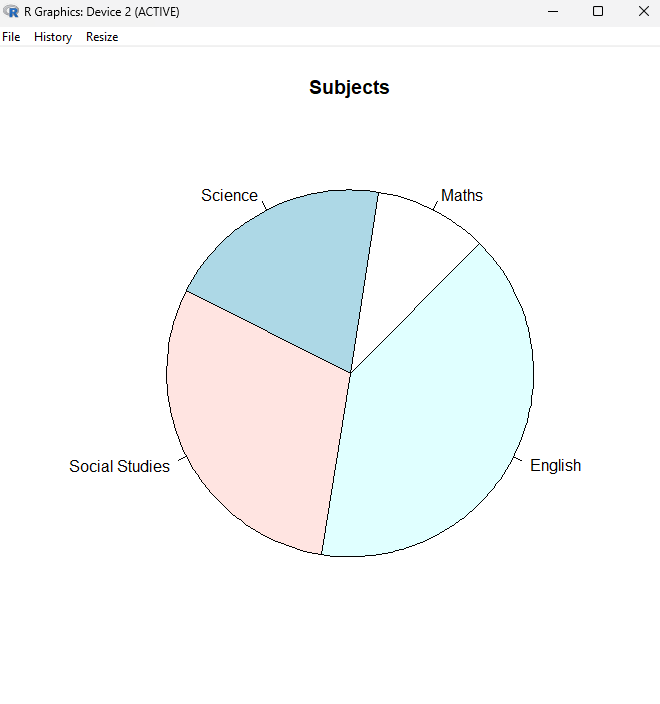 R Graphics: Device 2 (ACTIVE)
File History Resize
Subjects
Science
Maths
Social Studies
English